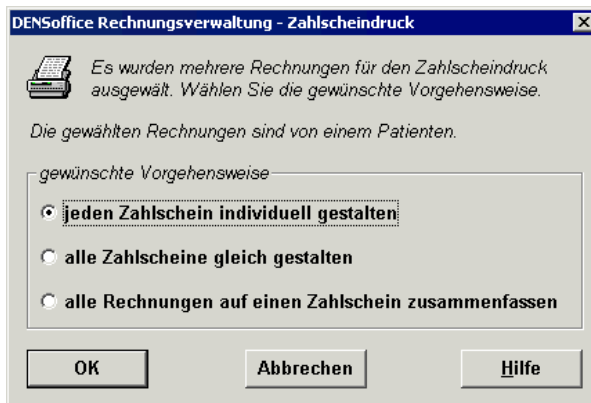 DENSoffice Rechnungsverwaltung - Zahlscheindruck
Es wurden mehrere Rechnungen für den Zahlscheindruck
ausgewält. Wählen Sie die gewünschte Vorgehensweise.
Die gewählten Rechnungen sind von einem Patienten.
gewünschte Vorgehensweise
jeden Zahlschein individuell gestalten
alle Zahlscheine gleich gestalten
alle Rechnungen auf einen Zahlschein zusammenfassen
OK Abbrechen Hilfe